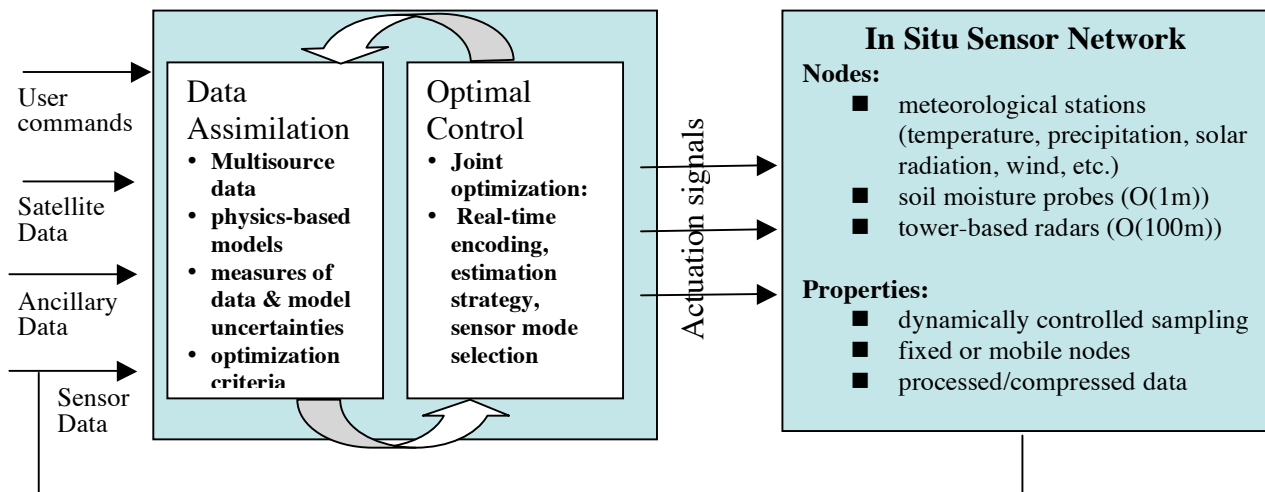 User
commands
Satellite
Data
Ancillary
Data
Sensor
Data
Data
Assimilation
• Multisource
data
• physics-based
models
• measures of
data & model
uncertainties
• optimization
criteria
Optimal
Control
• Joint
optimization:
• Real-time
encoding,
estimation
strategy,
sensor mode
selection
Actuation signals
In Situ Sensor Network
Nodes:
■ meteorological stations
(temperature, precipitation, solar
radiation, wind, etc.)
■ soil moisture probes (O(1m))
■ tower-based radars (O(100m))
Properties:
■ dynamically controlled sampling
■ fixed or mobile nodes
■ processed/compressed data